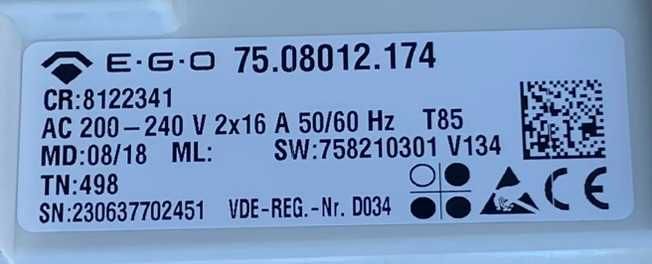 E·G·O 75.08012.174
CR:8122341
AC 200–240 V 2x16 A 50/60 Hz T85
MD:08/18 ML: SW:758210301 V134
TN:498
SN:230637702451 VDE-REG.-Nr. D034
CE